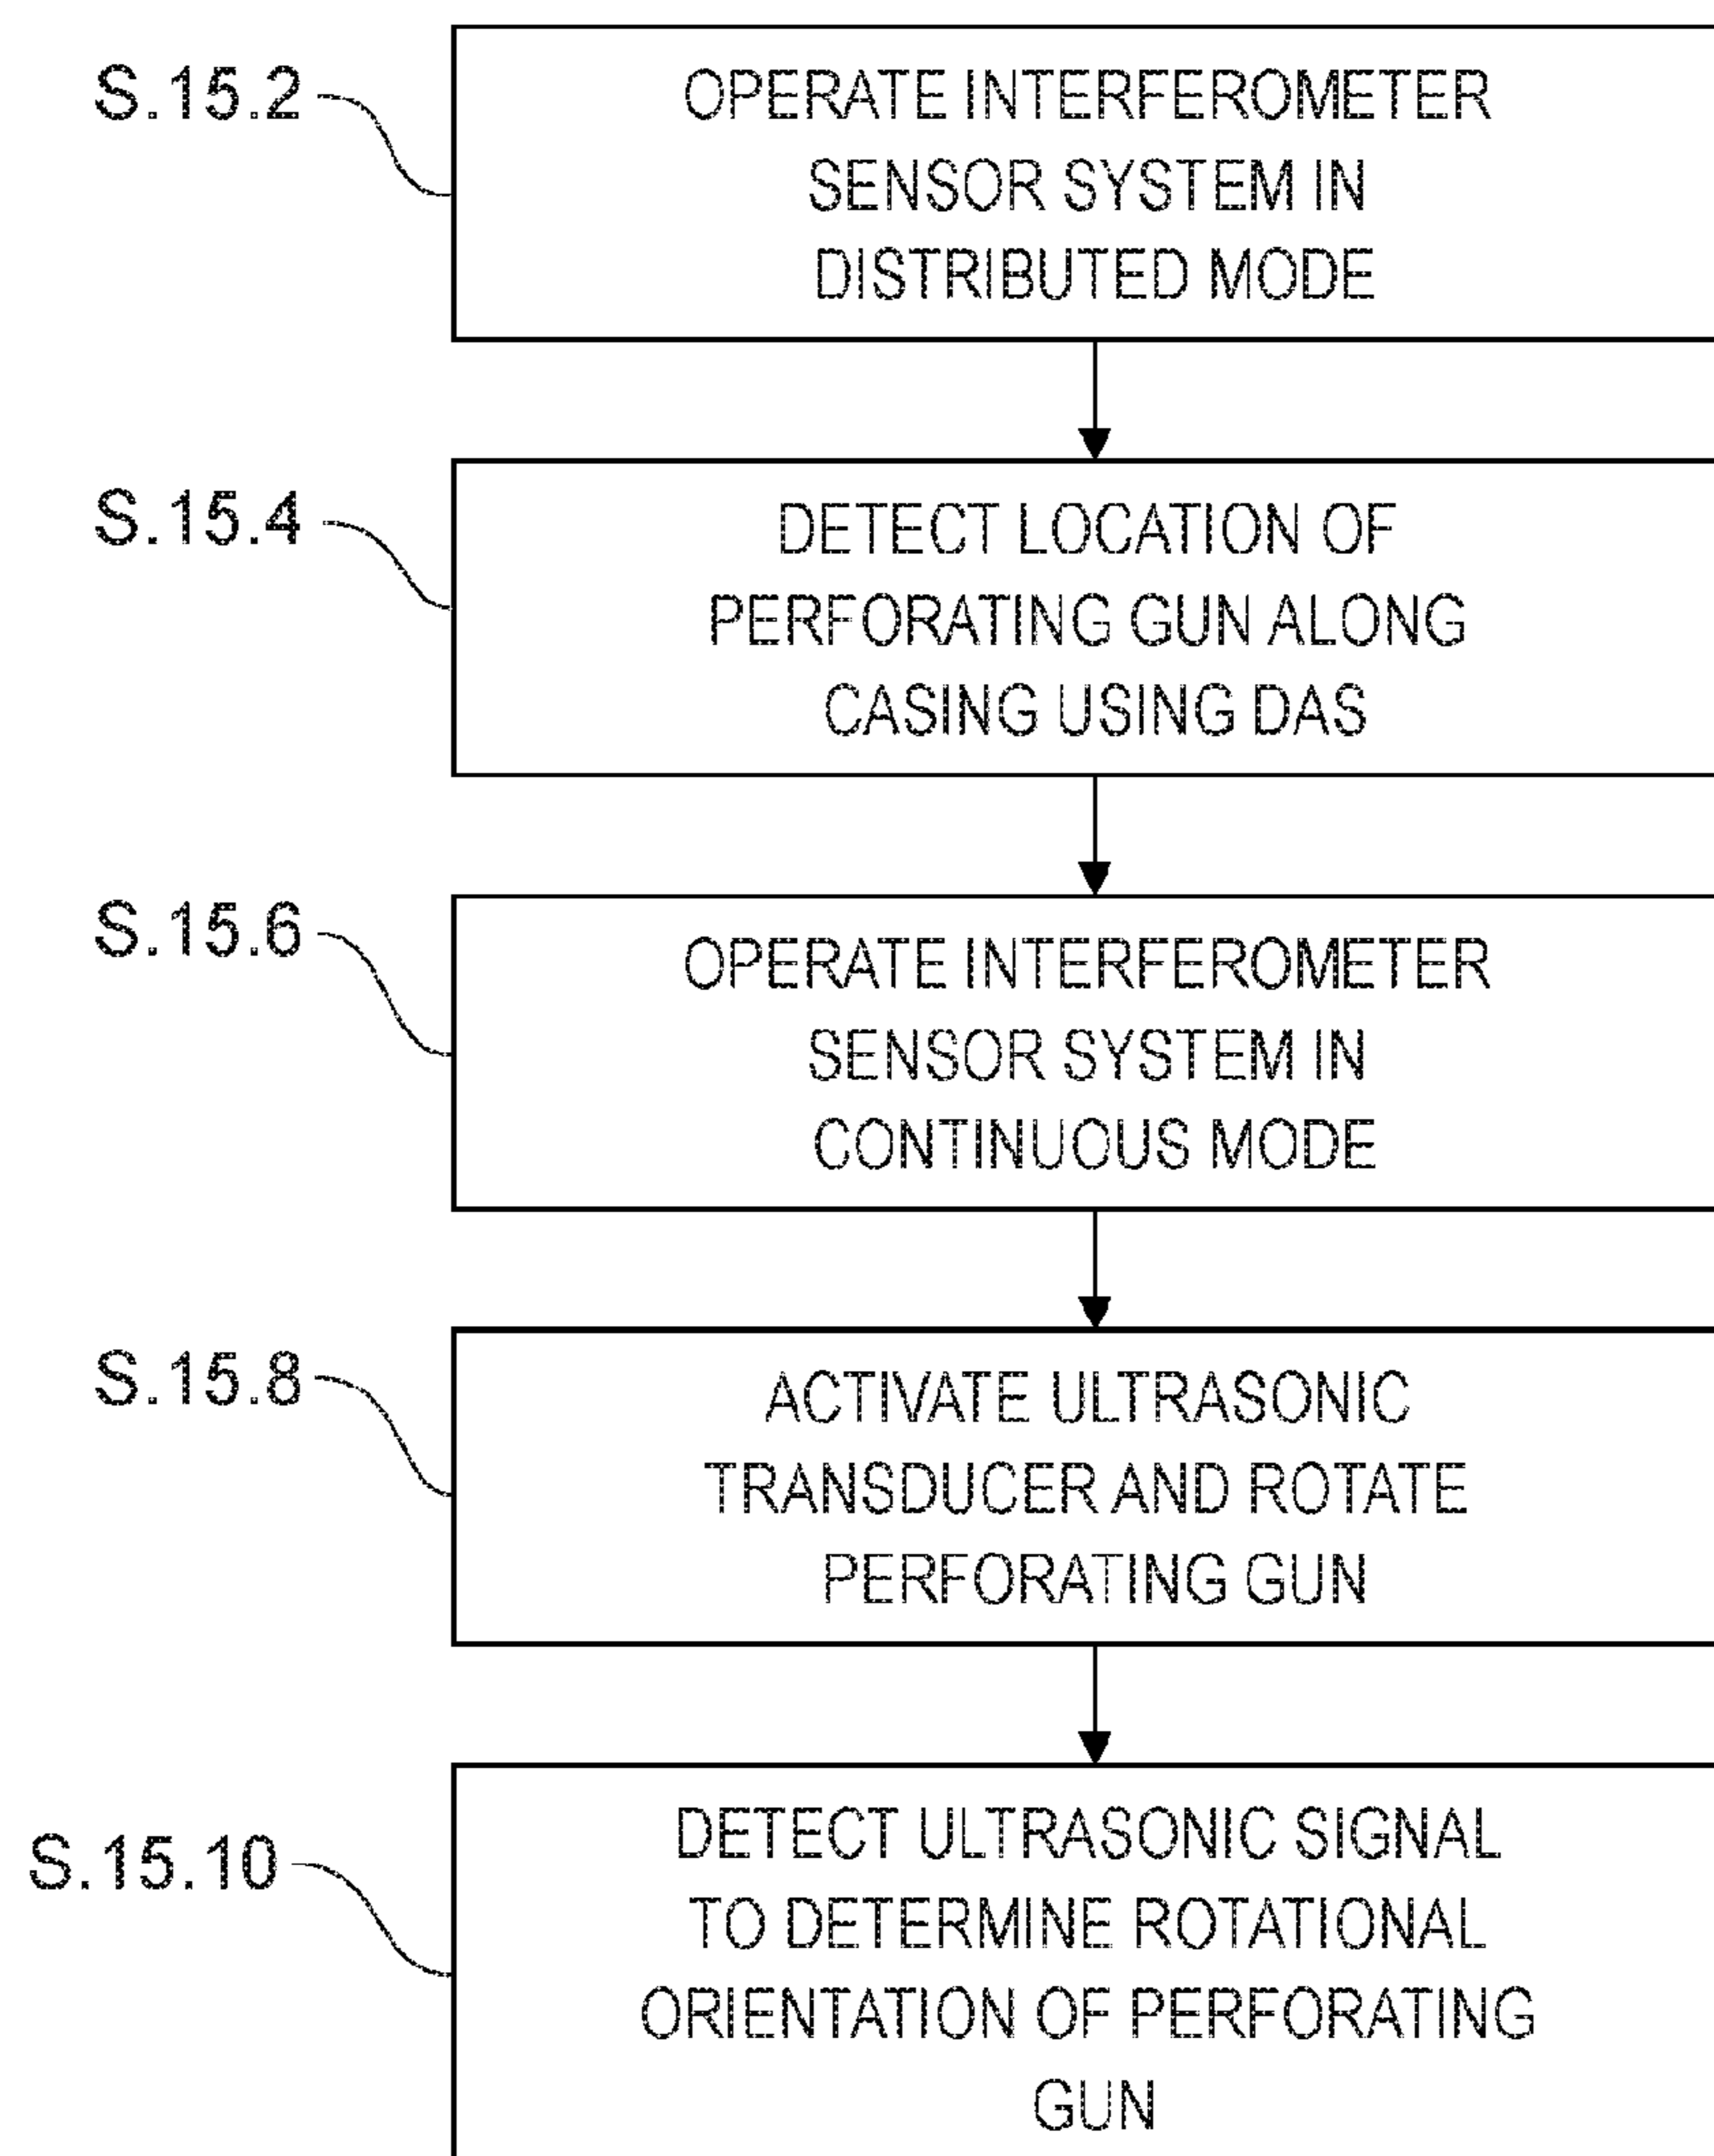 S.15.2
OPERATE INTERFEROMETER
SENSOR SYSTEM IN
DISTRIBUTED MODE
S.15.4
DETECT LOCATION OF
PERFORATING GUN ALONG
CASING USING DAS
S.15.6
OPERATE INTERFEROMETER
SENSOR SYSTEM IN
CONTINUOUS MODE
S.15.8
ACTIVATE ULTRASONIC
TRANSDUCER AND ROTATE
PERFORATING GUN
S.15.10
DETECT ULTRASONIC SIGNAL
TO DETERMINE ROTATIONAL
ORIENTATION OF PERFORATING
GUN